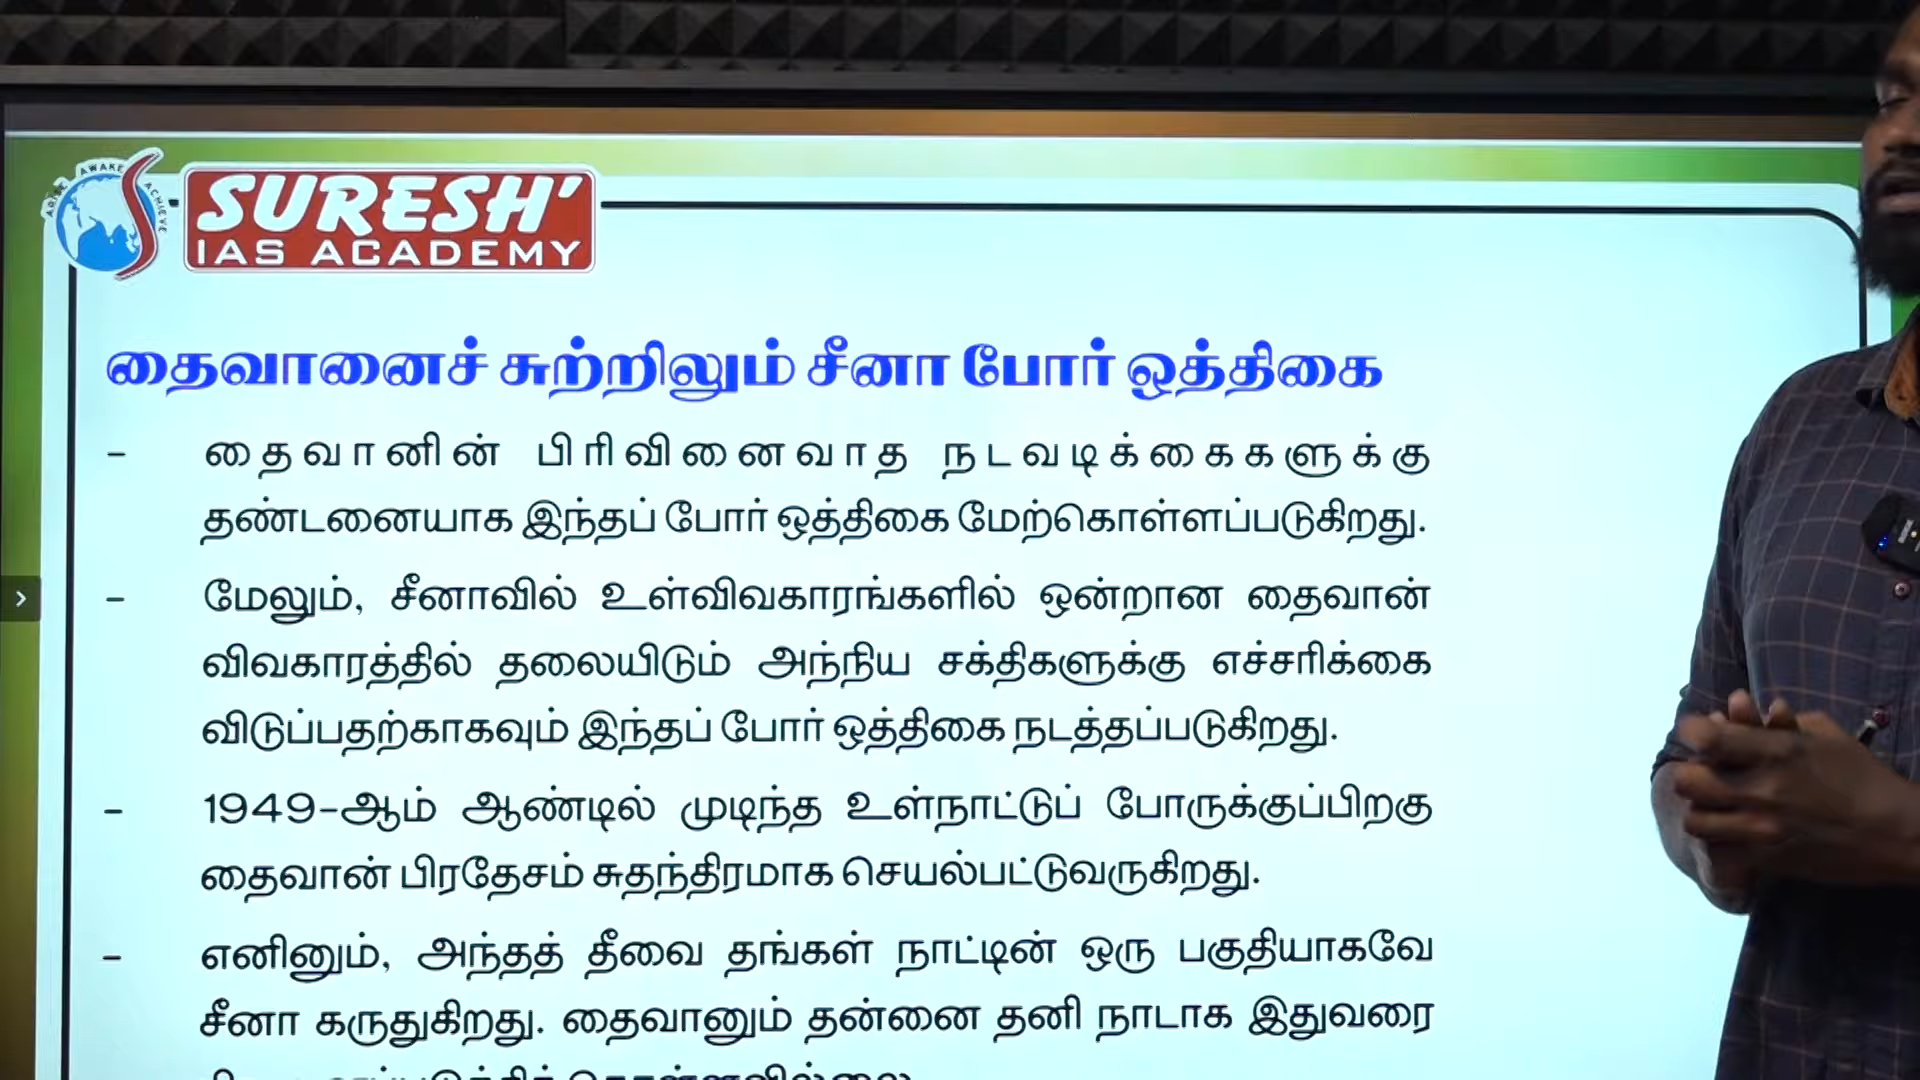 ARISE AWAKE ACHIEVE
SURESH'
IAS ACADEMY
தைவானைச் சுற்றிலும் சீனா போர் ஒத்திகை
- தைவானின் பிரிவினைவாத நடவடிக்கைகளுக்கு
தண்டனையாக இந்தப் போர் ஒத்திகை மேற்கொள்ளப்படுகிறது.
- மேலும், சீனாவில் உள்விவகாரங்களில் ஒன்றான தைவான்
விவகாரத்தில் தலையிடும் அந்நிய சக்திகளுக்கு எச்சரிக்கை
விடுப்பதற்காகவும் இந்தப் போர் ஒத்திகை நடத்தப்படுகிறது.
- 1949-ஆம் ஆண்டில் முடிந்த உள்நாட்டுப் போருக்குப்பிறகு
தைவான் பிரதேசம் சுதந்திரமாக செயல்பட்டுவருகிறது.
- எனினும், அந்தத் தீவை தங்கள் நாட்டின் ஒரு பகுதியாகவே
சீனா கருதுகிறது. தைவானும் தன்னை தனி நாடாக இதுவரை